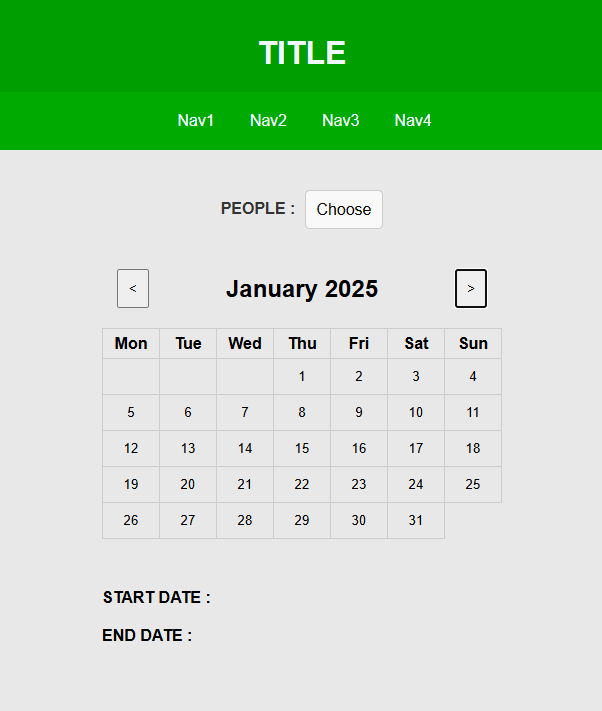 TITLE
Nav1 Nav2 Nav3 Nav4
PEOPLE : Choose
< January 2025 >
Mon Tue Wed Thu Fri Sat Sun
1 2 3 4
5 6 7 8 9 10 11
12 13 14 15 16 17 18
19 20 21 22 23 24 25
26 27 28 29 30 31
START DATE :
END DATE :